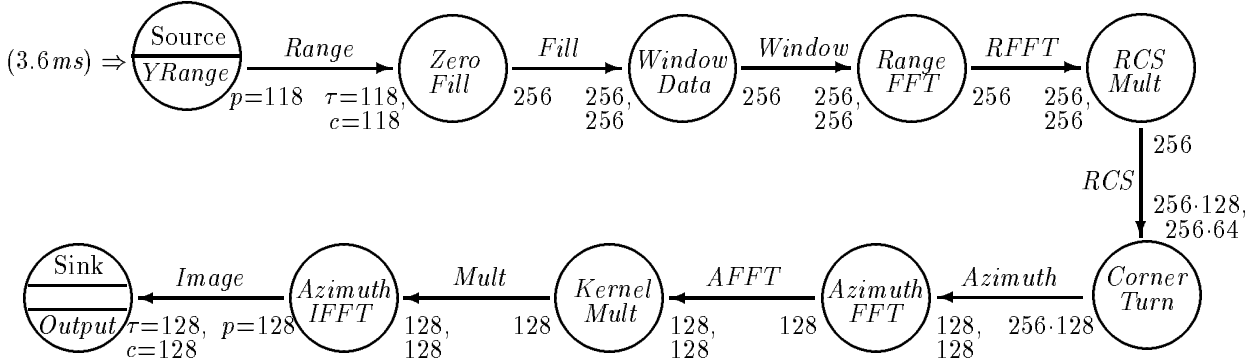 (3.6ms) ⇒
Source
YRange
Range
p=118
τ=118,
c=118
Zero
Fill
Fill
256
256,
256
Window
Data
Window
256
256,
256
Range
FFT
RFFT
256
256,
256
RCS
Mult
256
RCS
256·128,
256·64
Corner
Turn
Azimuth
256·128
128,
128
Azimuth
FFT
AFFT
128
128,
128
Kernel
Mult
Mult
128
128,
128
Azimuth
IFFT
Image
p=128
τ=128,
c=128
Sink
Output